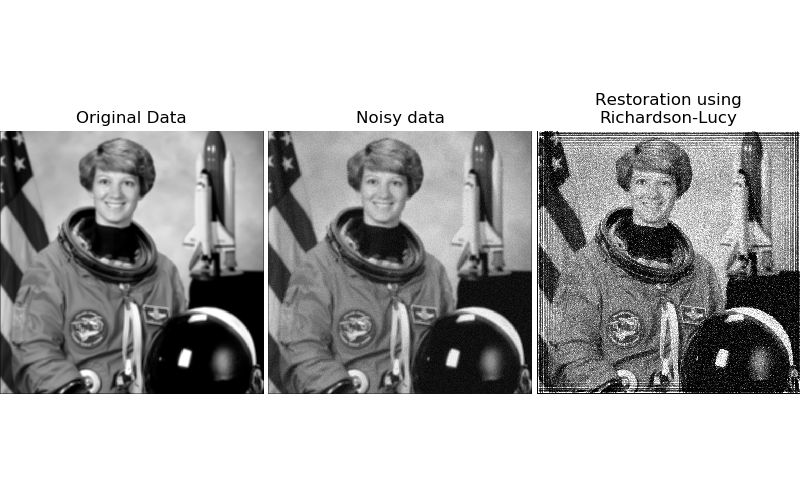 Original Data
Noisy data
Restoration using
Richardson-Lucy